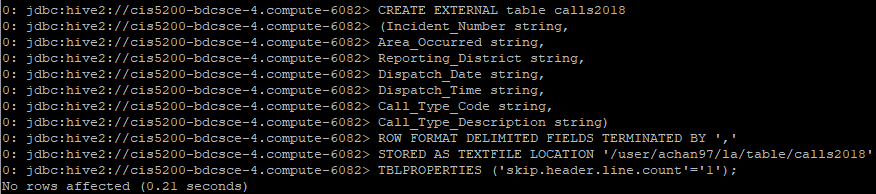 0: jdbc:hive2://cis5200-bdcsce-4.compute-6082> CREATE EXTERNAL table calls2018
0: jdbc:hive2://cis5200-bdcsce-4.compute-6082> (Incident_Number string,
0: jdbc:hive2://cis5200-bdcsce-4.compute-6082> Area_Occurred string,
0: jdbc:hive2://cis5200-bdcsce-4.compute-6082> Reporting_District string,
0: jdbc:hive2://cis5200-bdcsce-4.compute-6082> Dispatch_Date string,
0: jdbc:hive2://cis5200-bdcsce-4.compute-6082> Dispatch_Time string,
0: jdbc:hive2://cis5200-bdcsce-4.compute-6082> Call_Type_Code string,
0: jdbc:hive2://cis5200-bdcsce-4.compute-6082> Call_Type_Description string)
0: jdbc:hive2://cis5200-bdcsce-4.compute-6082> ROW FORMAT DELIMITED FIELDS TERMINATED BY ','
0: jdbc:hive2://cis5200-bdcsce-4.compute-6082> STORED AS TEXTFILE LOCATION '/user/achan97/la/table/calls2018'
0: jdbc:hive2://cis5200-bdcsce-4.compute-6082> TBLPROPERTIES ('skip.header.line.count'='1');
No rows affected (0.21 seconds)